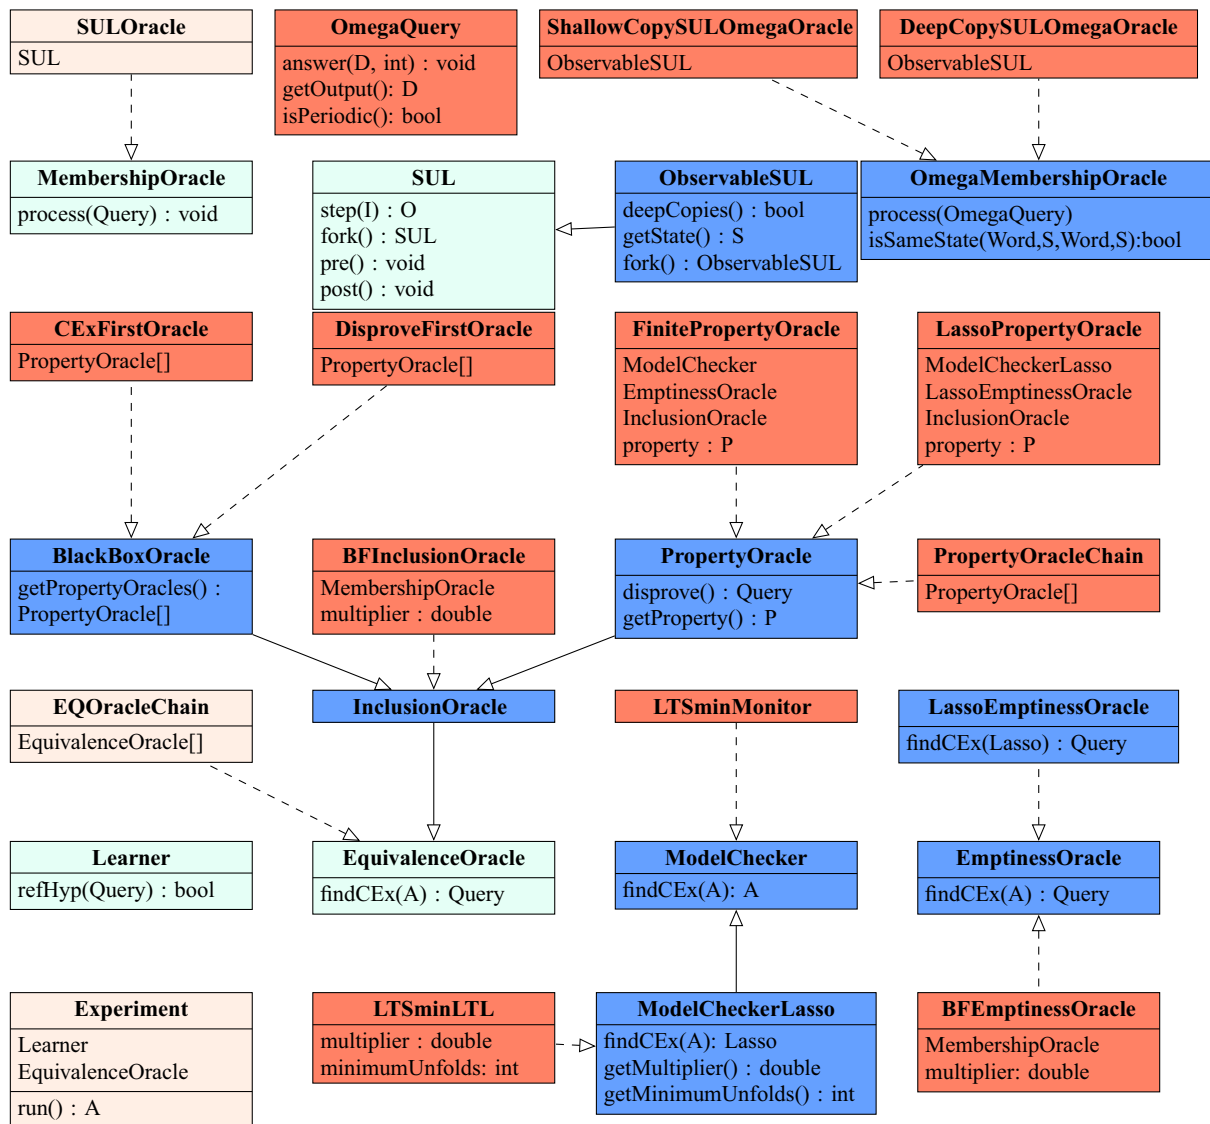 SULOracle
SUL
OmegaQuery
answer(D, int) : void
getOutput(): D
isPeriodic(): bool
ShallowCopySULOmegaOracle
ObservableSUL
DeepCopySULOmegaOracle
ObservableSUL
MembershipOracle
process(Query) : void
SUL
step(I) : O
fork() : SUL
pre() : void
post() : void
ObservableSUL
deepCopies() : bool
getState() : S
fork() : ObservableSUL
OmegaMembershipOracle
process(OmegaQuery)
isSameState(Word,S,Word,S):bool
CExFirstOracle
PropertyOracle[]
DisproveFirstOracle
PropertyOracle[]
FinitePropertyOracle
ModelChecker
EmptinessOracle
InclusionOracle
property : P
LassoPropertyOracle
ModelCheckerLasso
LassoEmptinessOracle
InclusionOracle
property : P
BlackBoxOracle
getPropertyOracles() :
PropertyOracle[]
BFInclusionOracle
MembershipOracle
multiplier : double
PropertyOracle
disprove() : Query
getProperty() : P
PropertyOracleChain
PropertyOracle[]
EQOracleChain
EquivalenceOracle[]
InclusionOracle
LTSminMonitor
LassoEmptinessOracle
findCEx(Lasso) : Query
Learner
refHyp(Query) : bool
EquivalenceOracle
findCEx(A) : Query
ModelChecker
findCEx(A): A
EmptinessOracle
findCEx(A) : Query
Experiment
Learner
EquivalenceOracle
run() : A
LTSminLTL
multiplier : double
minimumUnfolds: int
ModelCheckerLasso
findCEx(A): Lasso
getMultiplier() : double
getMinimumUnfolds() : int
BFEmptinessOracle
MembershipOracle
multiplier: double